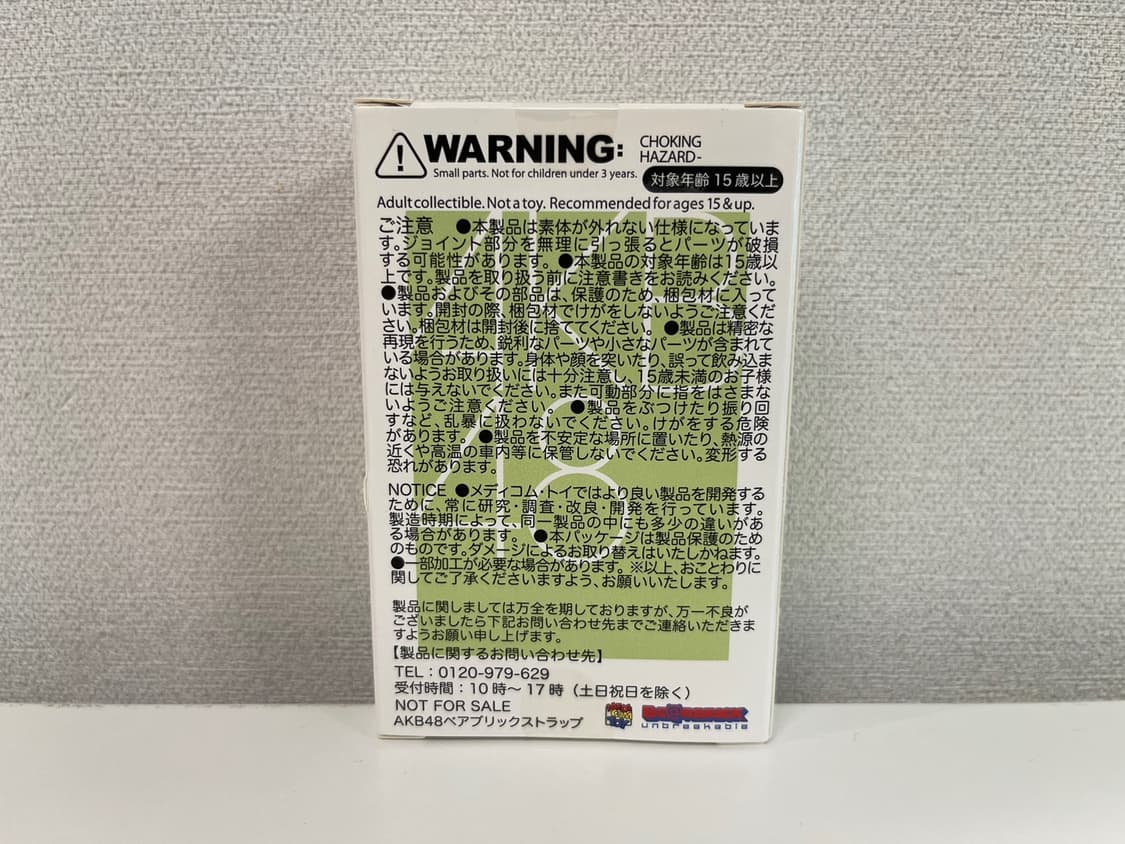 WARNING: CHOKING HAZARD-
Small parts. Not for children under 3 years.
対象年齢 15 歳以上
Adult collectible. Not a toy. Recommended for ages 15 & up.
AKB
48
ご注意 ●本製品は素体が外れない仕様になっていま
す。ジョイント部分を無理に引っ張るとパーツが破損
する可能性があります。 ●本製品の対象年齢は15歳以
上です。製品を取り扱う前に注意書きをお読みください。
●製品およびその部品は、保護のため、梱包材に入って
います。開封の際、梱包材でけがをしないようご注意くだ
さい。梱包材は開封後に捨ててください。 ●製品は精密な
再現を行うため、鋭利なパーツや小さなパーツが含まれて
いる場合があります。身体や顔を突いたり、誤って飲み込ま
ないようお取り扱いには十分注意し、15歳未満のお子様
には与えないでください。また可動部分に指をはさまな
いようご注意ください。 ●製品をぶつけたり振り回
すなど、乱暴に扱わないでください。けがをする危険
があります。 ●製品を不安定な場所に置いたり、熱源の
近くや高温の車内等に保管しないでください。変形する
恐れがあります。
NOTICE ●メディコム・トイではより良い製品を開発する
ために、常に研究・調査・改良・開発を行っています。
製造時期によって、同一製品の中にも多少の違いがあ
る場合があります。 ●本パッケージは製品保護のため
のものです。ダメージによるお取り替えはいたしかねます。
●一部加工が必要な場合があります。 ※以上、おことわりに
関してご了承くださいますよう、お願いいたします。
製品に関しましては万全を期しておりますが、万一不良が
ございましたら下記お問い合わせ先までご連絡いただきま
すようお願い申し上げます。
【製品に関するお問い合わせ先】
TEL：0120-979-629
受付時間：10 時～ 17 時（土日祝日を除く）
NOT FOR SALE
AKB48ベアブリックストラップ
BE@RBRICK
unbreakable